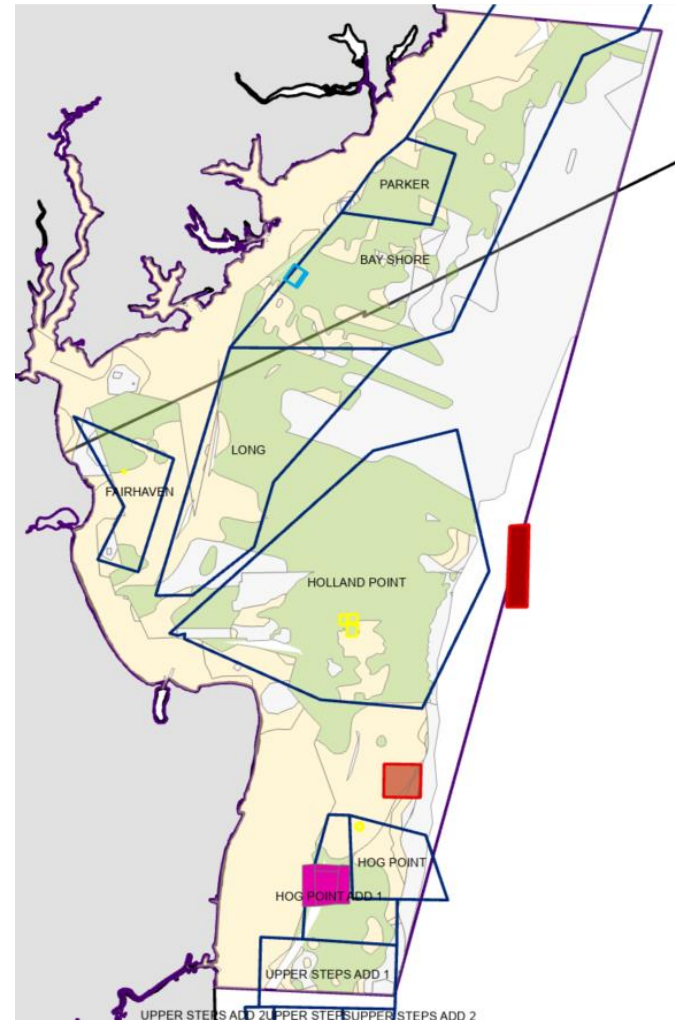 PARKER
BAY SHORE
LONG
FAIRHAVEN
HOLLAND POINT
HOG POINT
HOG POINT ADD 1
UPPER STEPS ADD 1
UPPER STEPS ADD 2UPPER STEPSUPPER STEPS ADD 2